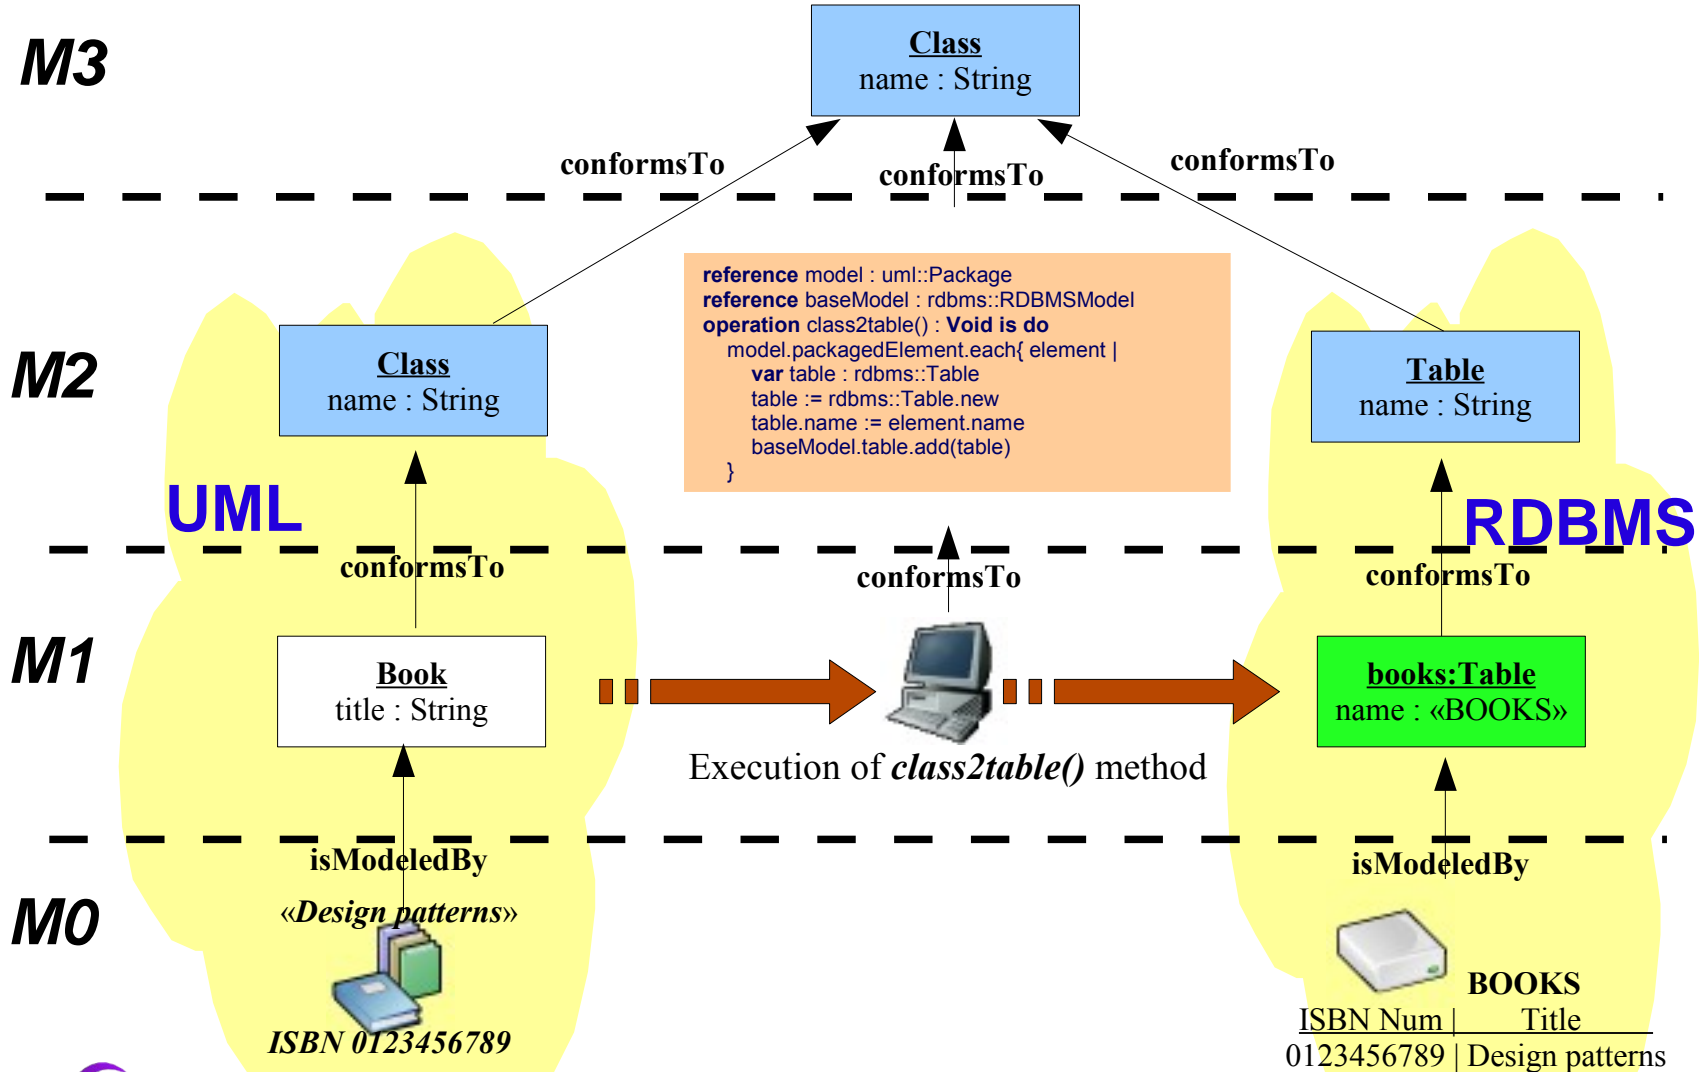 M3
Class
name : String
conformsTo
conformsTo
conformsTo
M2
Class
name : String
reference model : uml::Package
reference baseModel : rdbms::RDBMSModel
operation class2table() : Void is do
model.packagedElement.each{ element |
var table : rdbms::Table
table := rdbms::Table.new
table.name := element.name
baseModel.table.add(table)
}
Table
name : String
UML
RDBMS
conformsTo
conformsTo
conformsTo
M1
Book
title : String
Execution of class2table() method
books:Table
name : «BOOKS»
isModeledBy
isModeledBy
M0
«Design patterns»
ISBN 0123456789
BOOKS
ISBN Num | Title
0123456789 | Design patterns